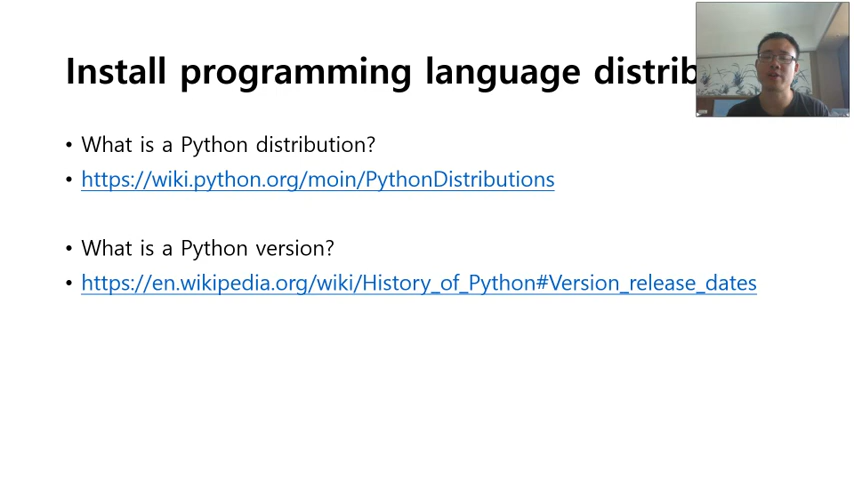 Install programming language distrib
• What is a Python distribution?
• https://wiki.python.org/moin/PythonDistributions
• What is a Python version?
• https://en.wikipedia.org/wiki/History_of_Python#Version_release_dates